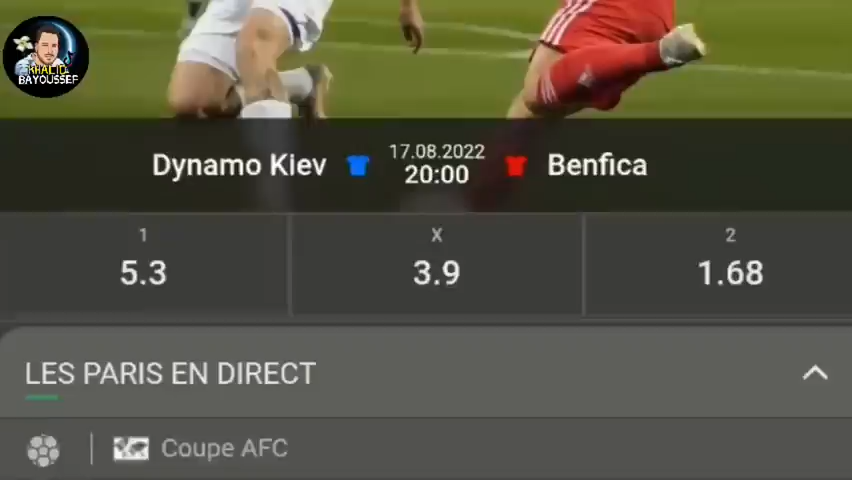 KHALID
BAYOUSSEF
Dynamo Kiev
17.08.2022
20:00
Benfica
1
X
2
5.3
3.9
1.68
LES PARIS EN DIRECT
Coupe AFC